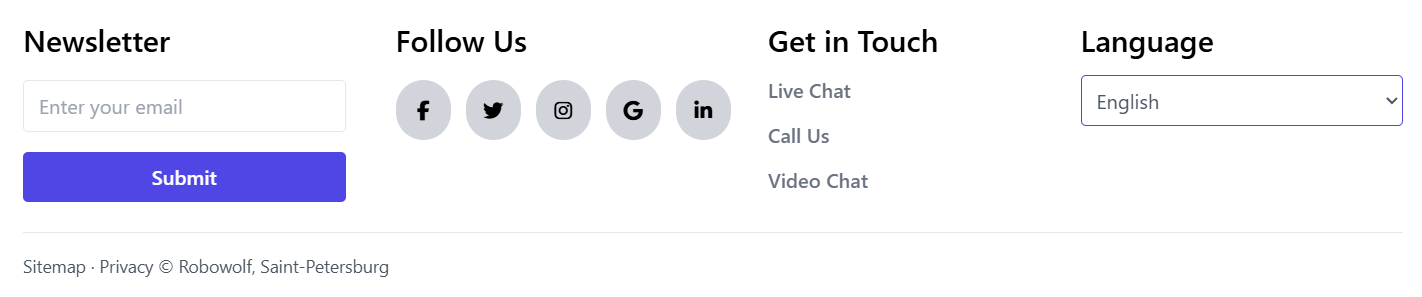 Newsletter
Enter your email
Submit
Follow Us
Get in Touch
Live Chat
Call Us
Video Chat
Language
English
Sitemap · Privacy © Robowolf, Saint-Petersburg